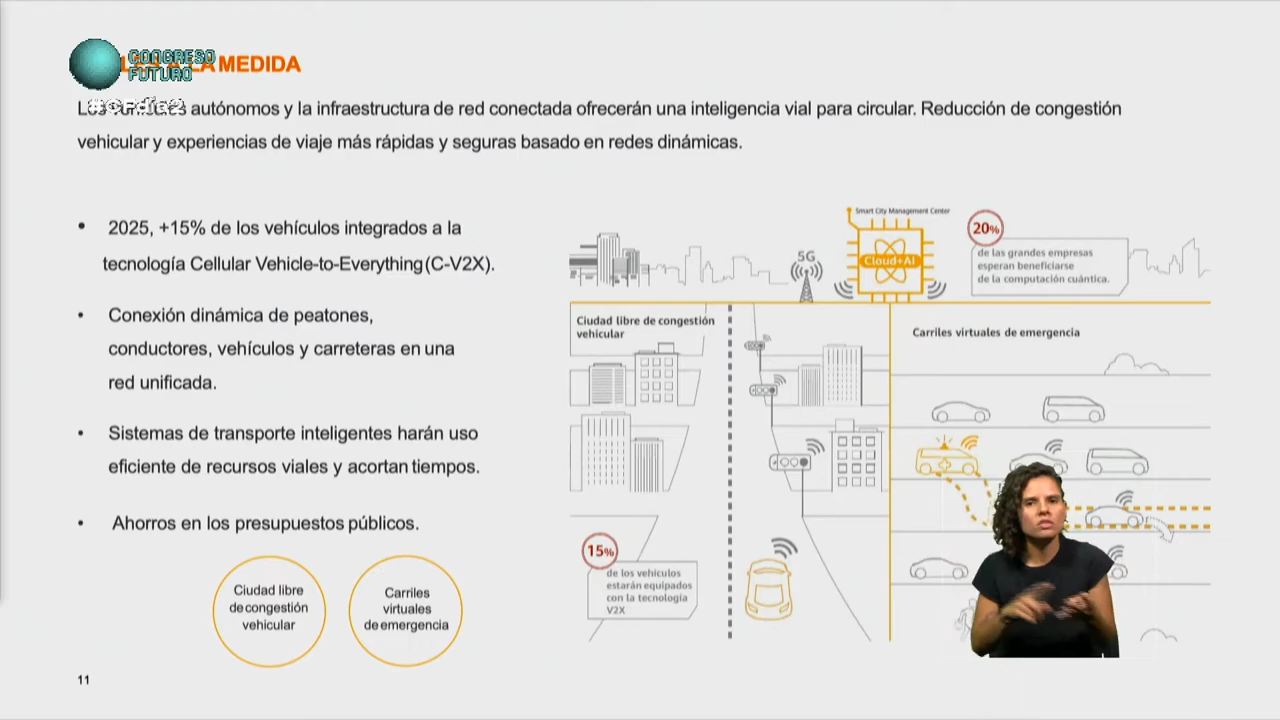 CONGRESO
FUTURO
A LA MEDIDA
autónomos y la infraestructura de red conectada ofrecerán una inteligencia vial para circular. Reducción de congestión
vehicular y experiencias de viaje más rápidas y seguras basado en redes dinámicas.
• 2025, +15% de los vehículos integrados a la
tecnología Cellular Vehicle-to-Everything (C-V2X).
• Conexión dinámica de peatones,
conductores, vehículos y carreteras en una
red unificada.
• Sistemas de transporte inteligentes harán uso
eficiente de recursos viales y acortan tiempos.
• Ahorros en los presupuestos públicos.
Ciudad libre
de congestión
vehicular
Carriles
virtuales
de emergencia
Smart City Management Center
5G
Cloud+AI
20%
de las grandes empresas
esperan beneficiarse
de la computación cuántica.
Ciudad libre de congestión
vehicular
Carriles virtuales de emergencia
15%
de los vehículos
estarán equipados
con la tecnología
V2X
11